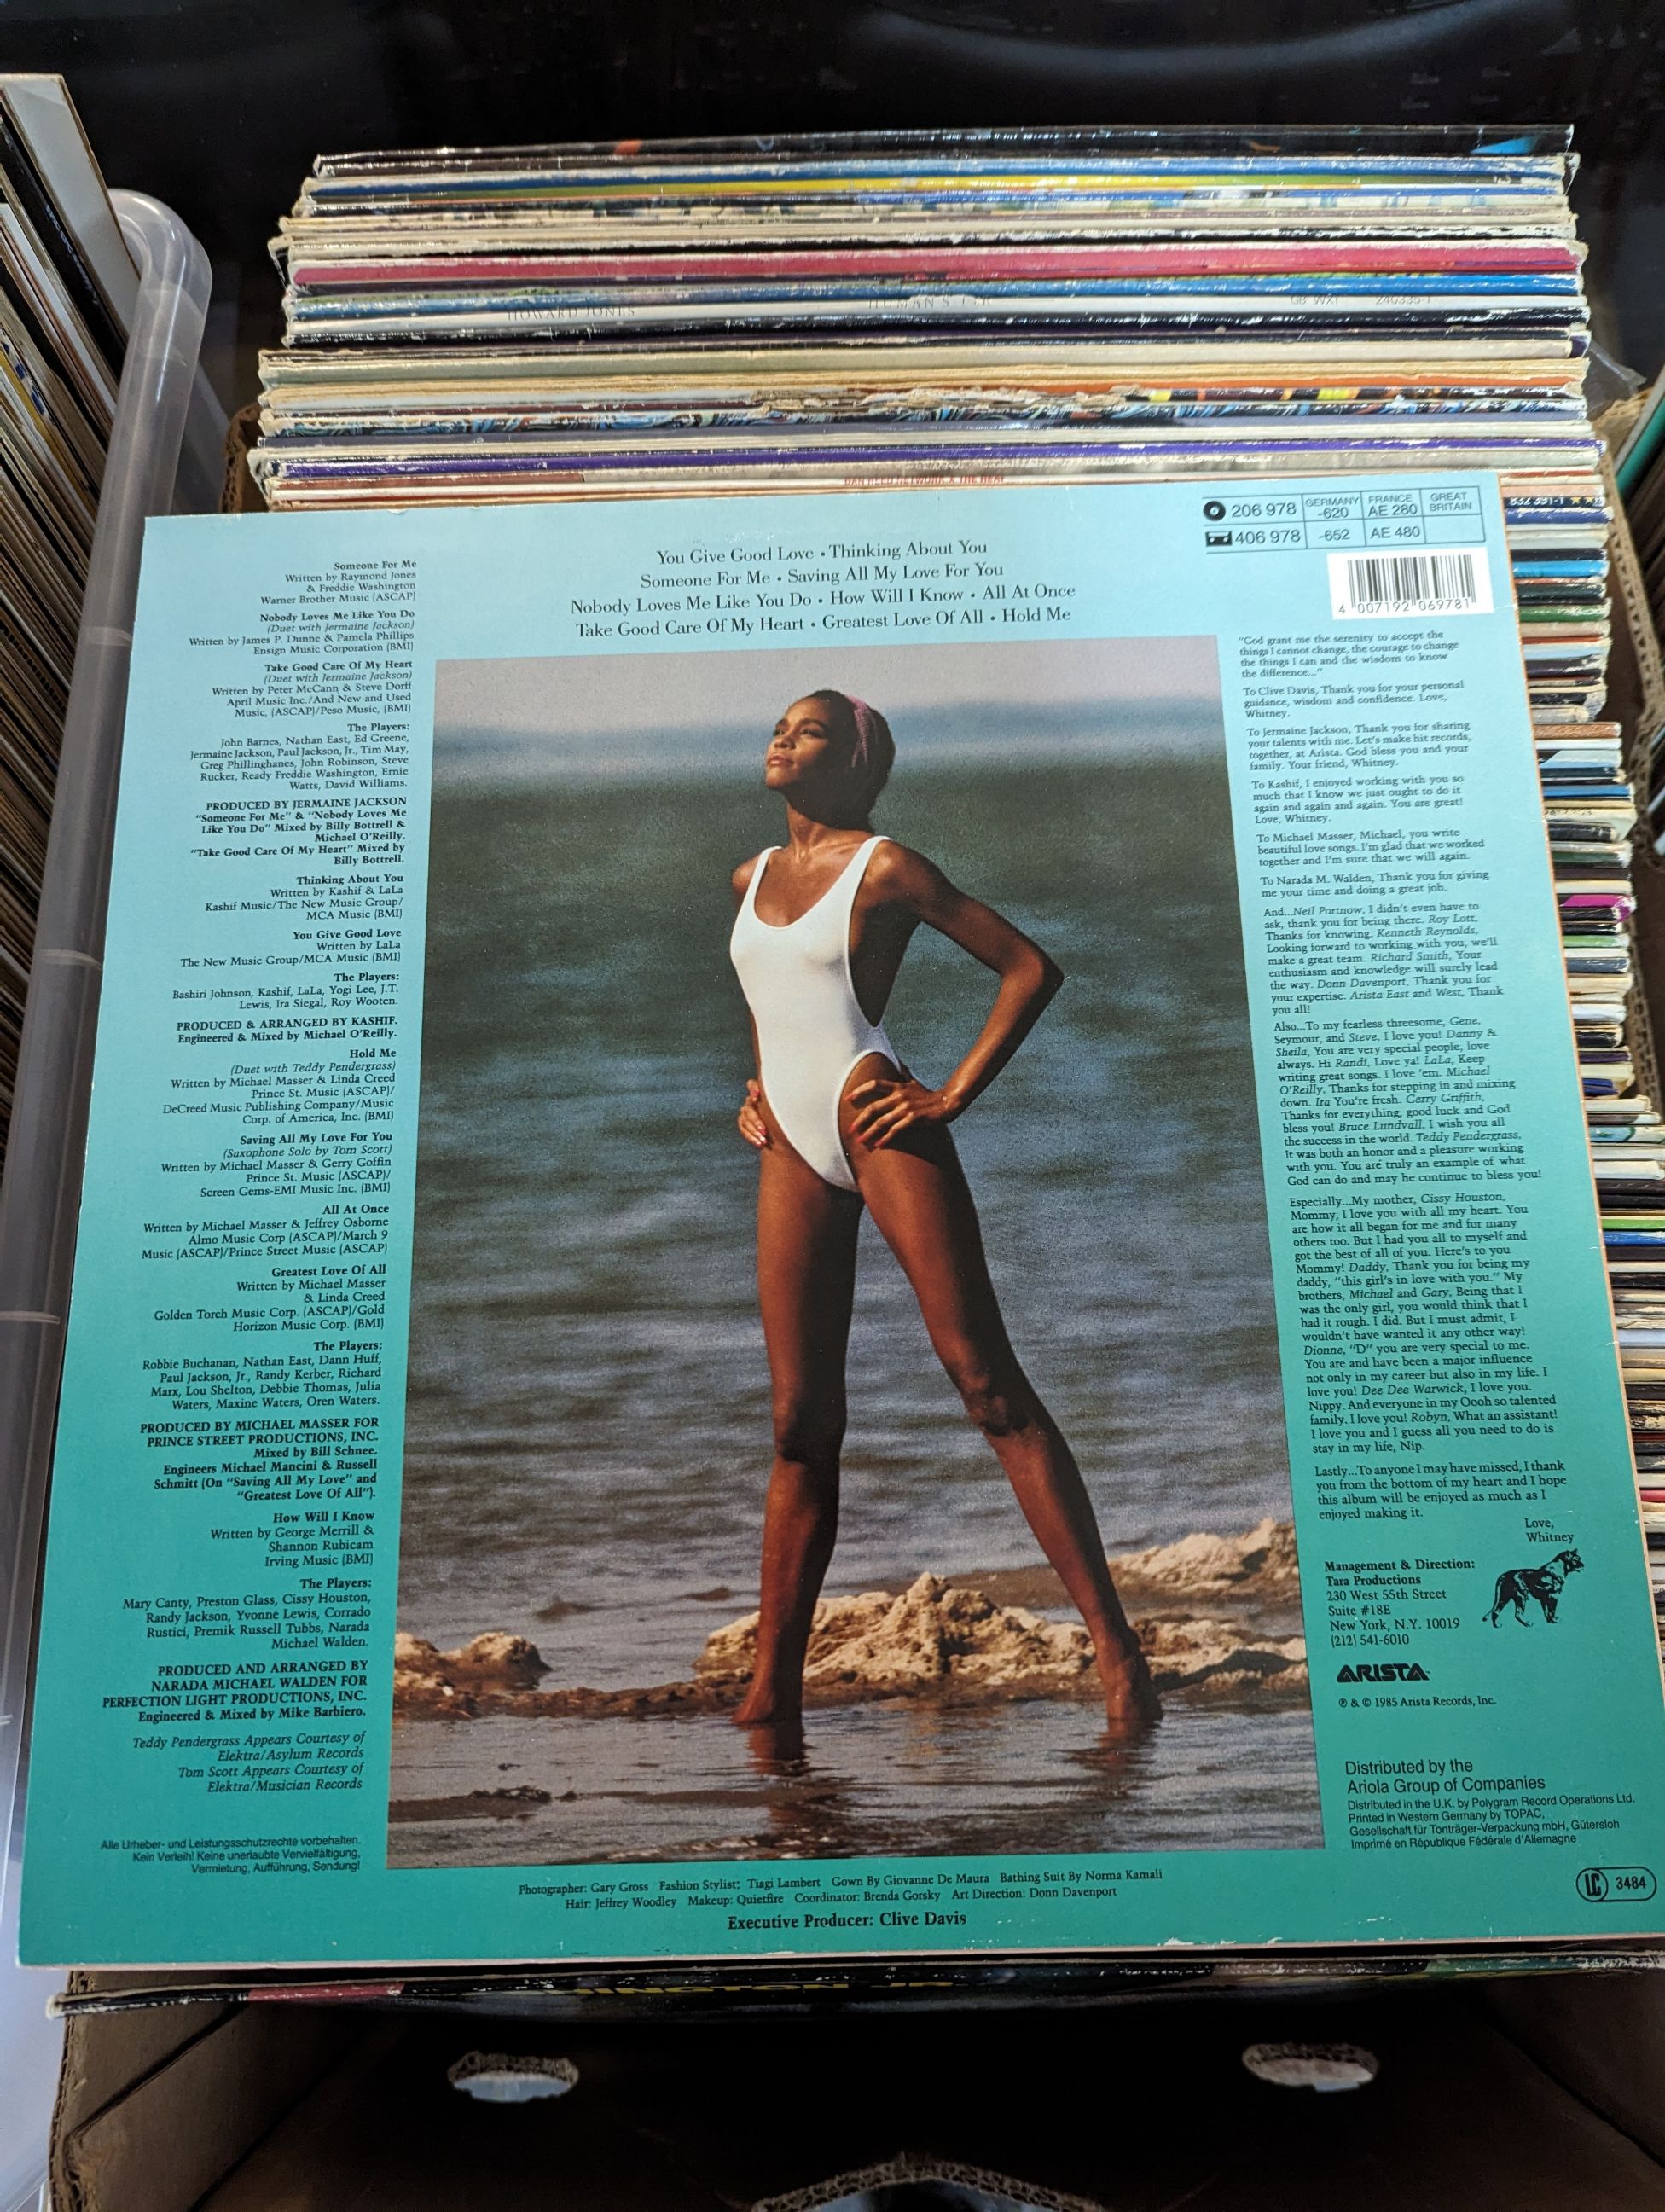 HOWARD JONES
HUMAN'S LIB
GB: WX1 240335-1
DAN REED NETWORK ★ THE HEAT
832 391-1
206 978 GERMANY -620 FRANCE AE 280 GREAT BRITAIN
406 978 -652 AE 480
4 007192 069781
You Give Good Love • Thinking About You
Someone For Me • Saving All My Love For You
Nobody Loves Me Like You Do • How Will I Know • All At Once
Take Good Care Of My Heart • Greatest Love Of All • Hold Me
Someone For Me
Written by Raymond Jones
& Freddie Washington
Warner Brother Music (ASCAP)
Nobody Loves Me Like You Do
(Duet with Jermaine Jackson)
Written by James P. Dunne & Pamela Phillips
Ensign Music Corporation (BMI)
Take Good Care Of My Heart
(Duet with Jermaine Jackson)
Written by Peter McCann & Steve Dorff
April Music Inc./And New and Used
Music, (ASCAP)/Peso Music, (BMI)
The Players:
John Barnes, Nathan East, Ed Greene,
Jermaine Jackson, Paul Jackson, Jr., Tim May,
Greg Phillinghanes, John Robinson, Steve
Rucker, Ready Freddie Washington, Ernie
Watts, David Williams.
PRODUCED BY JERMAINE JACKSON
"Someone For Me" & "Nobody Loves Me
Like You Do" Mixed by Billy Bottrell &
Michael O'Reilly.
"Take Good Care Of My Heart" Mixed by
Billy Bottrell.
Thinking About You
Written by Kashif & LaLa
Kashif Music/The New Music Group/
MCA Music (BMI)
You Give Good Love
Written by LaLa
The New Music Group/MCA Music (BMI)
The Players:
Bashiri Johnson, Kashif, LaLa, Yogi Lee, J.T.
Lewis, Ira Siegal, Roy Wooten.
PRODUCED & ARRANGED BY KASHIF.
Engineered & Mixed by Michael O'Reilly.
Hold Me
(Duet with Teddy Pendergrass)
Written by Michael Masser & Linda Creed
Prince St. Music (ASCAP)/
DeCreed Music Publishing Company/Music
Corp. of America, Inc. (BMI)
Saving All My Love For You
(Saxophone Solo by Tom Scott)
Written by Michael Masser & Gerry Goffin
Prince St. Music (ASCAP)/
Screen Gems-EMI Music Inc. (BMI)
All At Once
Written by Michael Masser & Jeffrey Osborne
Almo Music Corp (ASCAP)/March 9
Music (ASCAP)/Prince Street Music (ASCAP)
Greatest Love Of All
Written by Michael Masser
& Linda Creed
Golden Torch Music Corp. (ASCAP)/Gold
Horizon Music Corp. (BMI)
The Players:
Robbie Buchanan, Nathan East, Dann Huff,
Paul Jackson, Jr., Randy Kerber, Richard
Marx, Lou Shelton, Debbie Thomas, Julia
Waters, Maxine Waters, Oren Waters.
PRODUCED BY MICHAEL MASSER FOR
PRINCE STREET PRODUCTIONS, INC.
Mixed by Bill Schnee.
Engineers Michael Mancini & Russell
Schmitt (On "Saving All My Love" and
"Greatest Love Of All").
How Will I Know
Written by George Merrill &
Shannon Rubicam
Irving Music (BMI)
The Players:
Mary Canty, Preston Glass, Cissy Houston,
Randy Jackson, Yvonne Lewis, Corrado
Rustici, Premik Russell Tubbs, Narada
Michael Walden.
PRODUCED AND ARRANGED BY
NARADA MICHAEL WALDEN FOR
PERFECTION LIGHT PRODUCTIONS, INC.
Engineered & Mixed by Mike Barbiero.
Teddy Pendergrass Appears Courtesy of
Elektra/Asylum Records
Tom Scott Appears Courtesy of
Elektra/Musician Records
Alle Urheber- und Leistungsschutzrechte vorbehalten.
Kein Verleih! Keine unerlaubte Vervielfältigung,
Vermietung, Aufführung, Sendung!
"God grant me the serenity to accept the
things I cannot change, the courage to change
the things I can and the wisdom to know
the difference..."
To Clive Davis, Thank you for your personal
guidance, wisdom and confidence. Love,
Whitney.
To Jermaine Jackson, Thank you for sharing
your talents with me. Let's make hit records,
together, at Arista. God bless you and your
family. Your friend, Whitney.
To Kashif, I enjoyed working with you so
much that I know we just ought to do it
again and again and again. You are great!
Love, Whitney.
To Michael Masser, Michael, you write
beautiful love songs. I'm glad that we worked
together and I'm sure that we will again.
To Narada M. Walden, Thank you for giving
me your time and doing a great job.
And...Neil Portnow, I didn't even have to
ask, thank you for being there. Roy Lott,
Thanks for knowing. Kenneth Reynolds,
Looking forward to working with you, we'll
make a great team. Richard Smith, Your
enthusiasm and knowledge will surely lead
the way. Donn Davenport, Thank you for
your expertise. Arista East and West, Thank
you all!
Also...To my fearless threesome, Gene,
Seymour, and Steve, I love you! Danny &
Sheila, You are very special people, love
always. Hi Randi, Love ya! LaLa, Keep
writing great songs. I love 'em. Michael
O'Reilly, Thanks for stepping in and mixing
down. Ira You're fresh. Gerry Griffith,
Thanks for everything, good luck and God
bless you! Bruce Lundvall, I wish you all
the success in the world. Teddy Pendergrass,
It was both an honor and a pleasure working
with you. You are truly an example of what
God can do and may he continue to bless you!
Especially...My mother, Cissy Houston,
Mommy, I love you with all my heart. You
are how it all began for me and for many
others too. But I had you all to myself and
got the best of all of you. Here's to you
Mommy! Daddy, Thank you for being my
daddy, "this girl's in love with you." My
brothers, Michael and Gary, Being that I
was the only girl, you would think that I
had it rough. I did. But I must admit, I
wouldn't have wanted it any other way!
Dionne, "D" you are very special to me.
You are and have been a major influence
not only in my career but also in my life. I
love you! Dee Dee Warwick, I love you.
Nippy. And everyone in my Oooh so talented
family. I love you! Robyn, What an assistant!
I love you and I guess all you need to do is
stay in my life, Nip.
Lastly...To anyone I may have missed, I thank
you from the bottom of my heart and I hope
this album will be enjoyed as much as I
enjoyed making it.
Love,
Whitney
Management & Direction:
Tara Productions
230 West 55th Street
Suite #18E
New York, N.Y. 10019
(212) 541-6010
ARISTA
℗ & © 1985 Arista Records, Inc.
Distributed by the
Ariola Group of Companies
Distributed in the U.K. by Polygram Record Operations Ltd.
Printed in Western Germany by TOPAC,
Gesellschaft für Tonträger-Verpackung mbH, Gütersloh
Imprimé en République Fédérale d'Allemagne
LC 3484
Photographer: Gary Gross Fashion Stylist: Tiagi Lambert Gown By Giovanne De Maura Bathing Suit By Norma Kamali
Hair: Jeffrey Woodley Makeup: Quietfire Coordinator: Brenda Gorsky Art Direction: Donn Davenport
Executive Producer: Clive Davis